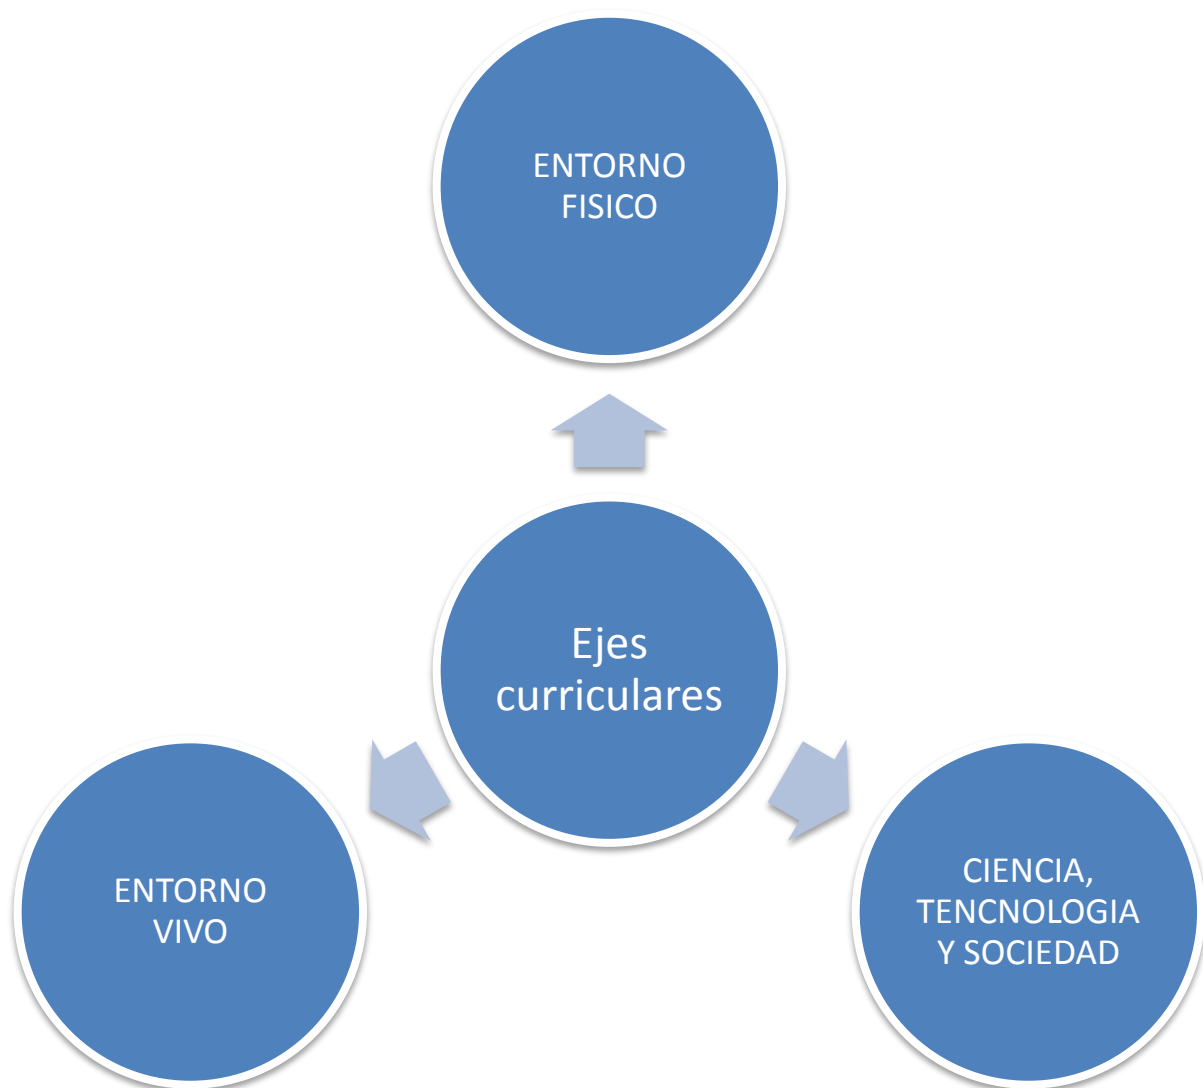 ENTORNO
FISICO
Ejes
curriculares
ENTORNO
VIVO
CIENCIA,
TENCNOLOGIA
Y SOCIEDAD